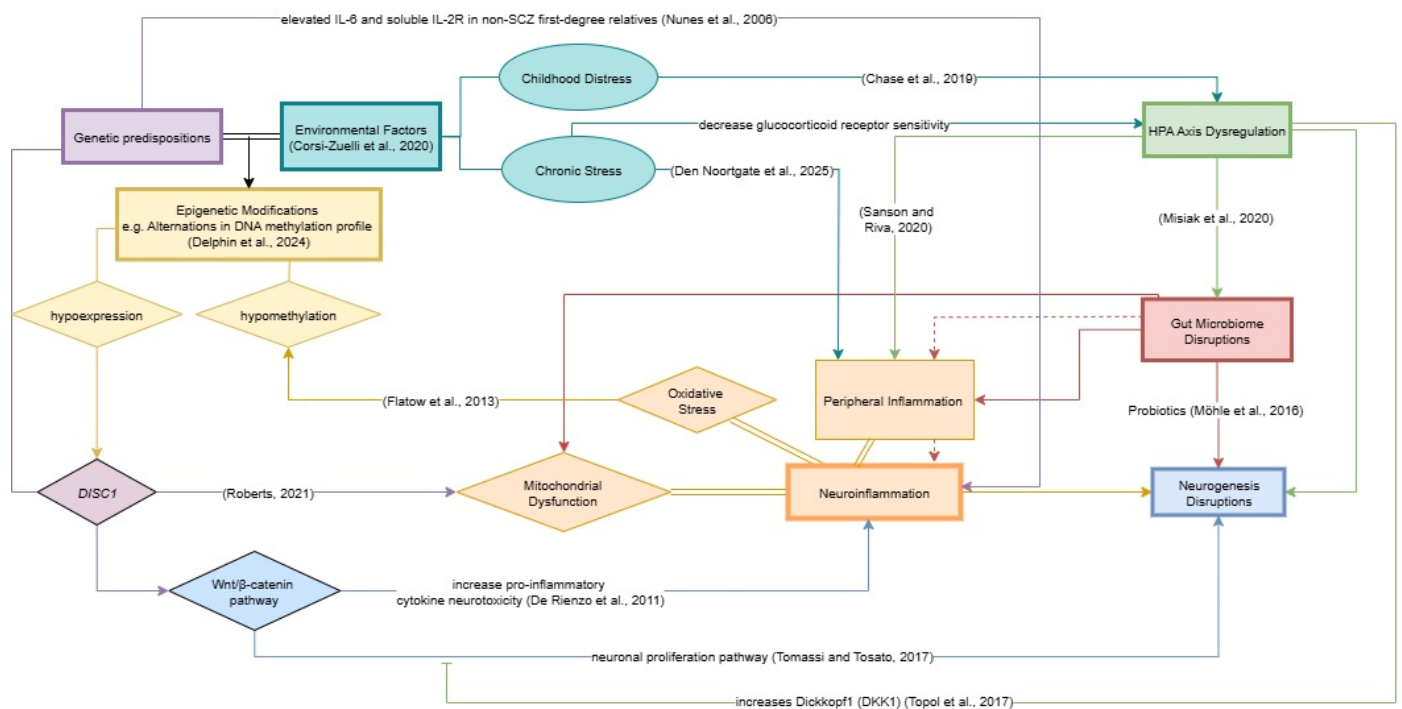 elevated IL-6 and soluble IL-2R in non-SCZ first-degree relatives (Nunes et al., 2006)
Childhood Distress
(Chase et al., 2019)
Genetic predispositions
Environmental Factors
(Corsi-Zuelli et al., 2020)
decrease glucocorticoid receptor sensitivity
HPA Axis Dysregulation
Chronic Stress
(Den Noortgate et al., 2025)
Epigenetic Modifications
e.g. Alternations in DNA methylation profile
(Delphin et al., 2024)
(Sanson and
Riva, 2020)
(Misiak et al., 2020)
hypoexpression
hypomethylation
Gut Microbiome
Disruptions
(Flatow et al., 2013)
Oxidative
Stress
Peripheral Inflammation
Probiotics (Möhle et al., 2016)
DISC1
(Roberts, 2021)
Mitochondrial
Dysfunction
Neuroinflammation
Neurogenesis
Disruptions
Wnt/β-catenin
pathway
increase pro-inflammatory
cytokine neurotoxicity (De Rienzo et al., 2011)
neuronal proliferation pathway (Tomassi and Tosato, 2017)
increases Dickkopf1 (DKK1) (Topol et al., 2017)